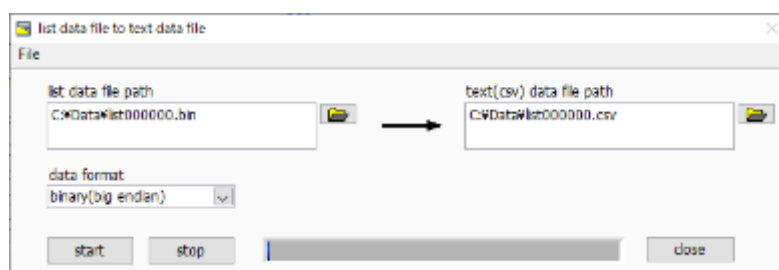 list data file to text data file
File
list data file path
text(csv) data file path
C:¥Data¥list000000.bin
C:¥Data¥list000000.csv
data format
binary(big endian)
start
stop
close